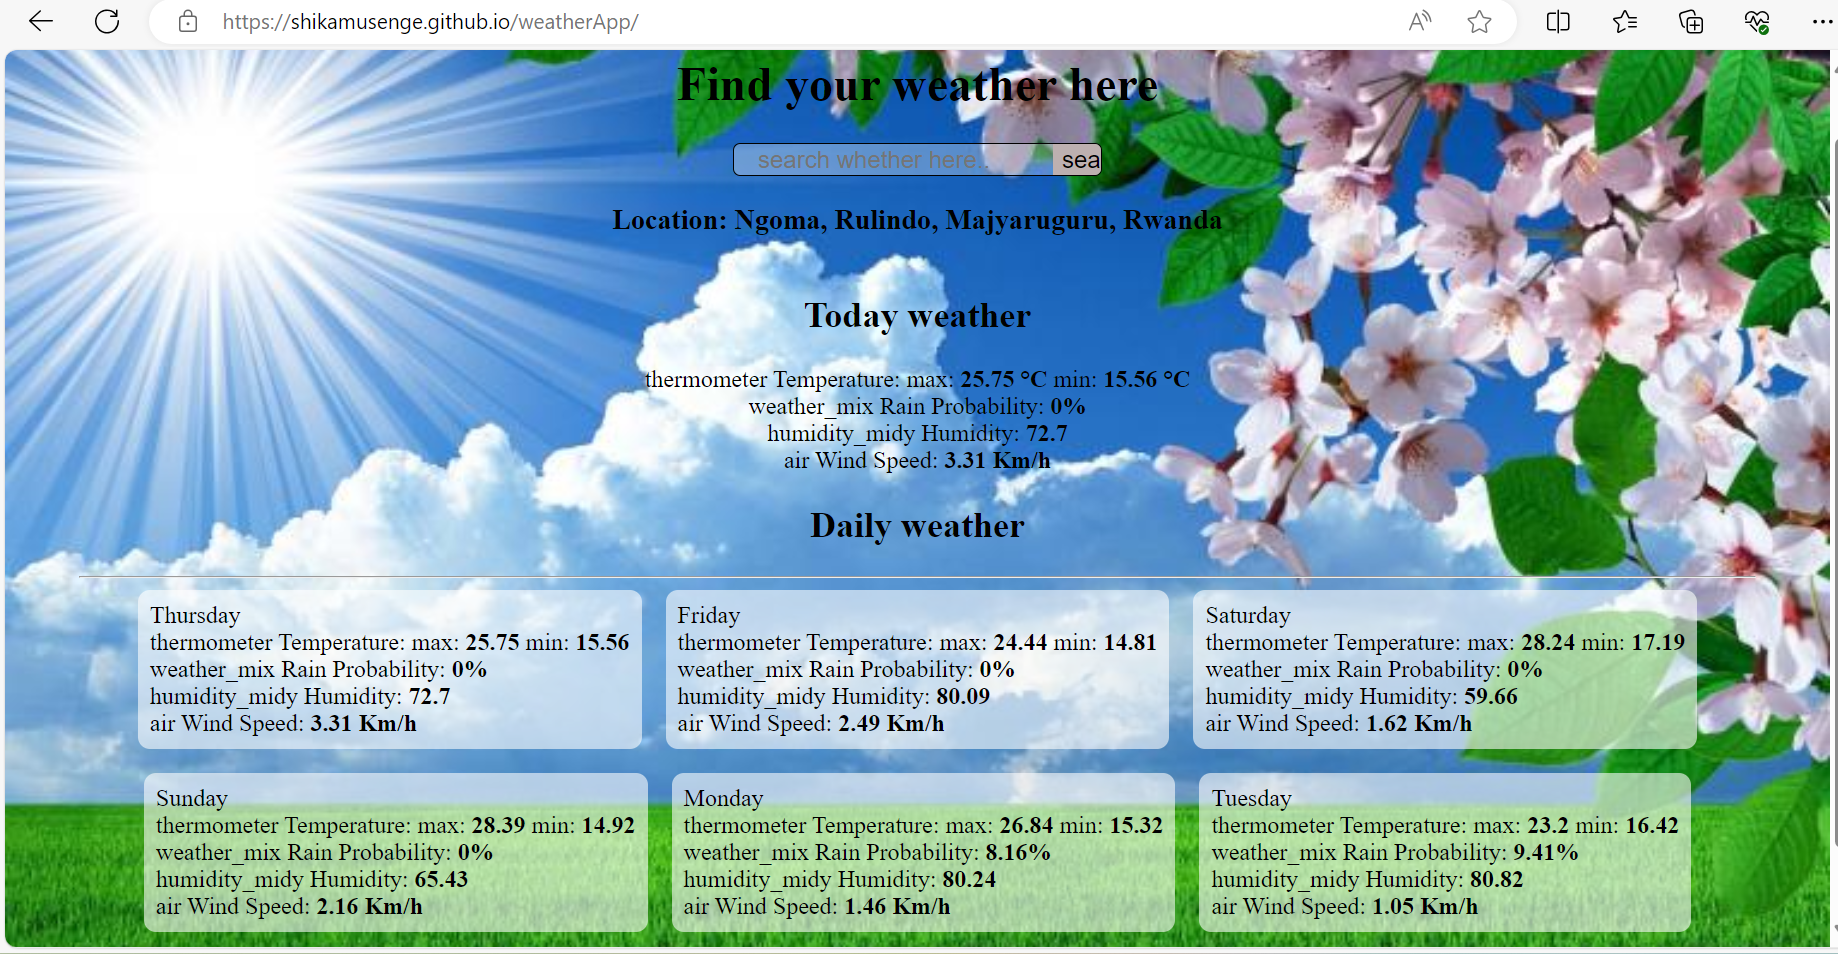 https://shikamusenge.github.io/weatherApp/
Find your weather here
search whether here.. sea
Location: Ngoma, Rulindo, Majyaruguru, Rwanda
Today weather
thermometer Temperature: max: 25.75 °C min: 15.56 °C
weather_mix Rain Probability: 0%
humidity_midy Humidity: 72.7
air Wind Speed: 3.31 Km/h
Daily weather
Thursday
thermometer Temperature: max: 25.75 min: 15.56
weather_mix Rain Probability: 0%
humidity_midy Humidity: 72.7
air Wind Speed: 3.31 Km/h
Friday
thermometer Temperature: max: 24.44 min: 14.81
weather_mix Rain Probability: 0%
humidity_midy Humidity: 80.09
air Wind Speed: 2.49 Km/h
Saturday
thermometer Temperature: max: 28.24 min: 17.19
weather_mix Rain Probability: 0%
humidity_midy Humidity: 59.66
air Wind Speed: 1.62 Km/h
Sunday
thermometer Temperature: max: 28.39 min: 14.92
weather_mix Rain Probability: 0%
humidity_midy Humidity: 65.43
air Wind Speed: 2.16 Km/h
Monday
thermometer Temperature: max: 26.84 min: 15.32
weather_mix Rain Probability: 8.16%
humidity_midy Humidity: 80.24
air Wind Speed: 1.46 Km/h
Tuesday
thermometer Temperature: max: 23.2 min: 16.42
weather_mix Rain Probability: 9.41%
humidity_midy Humidity: 80.82
air Wind Speed: 1.05 Km/h